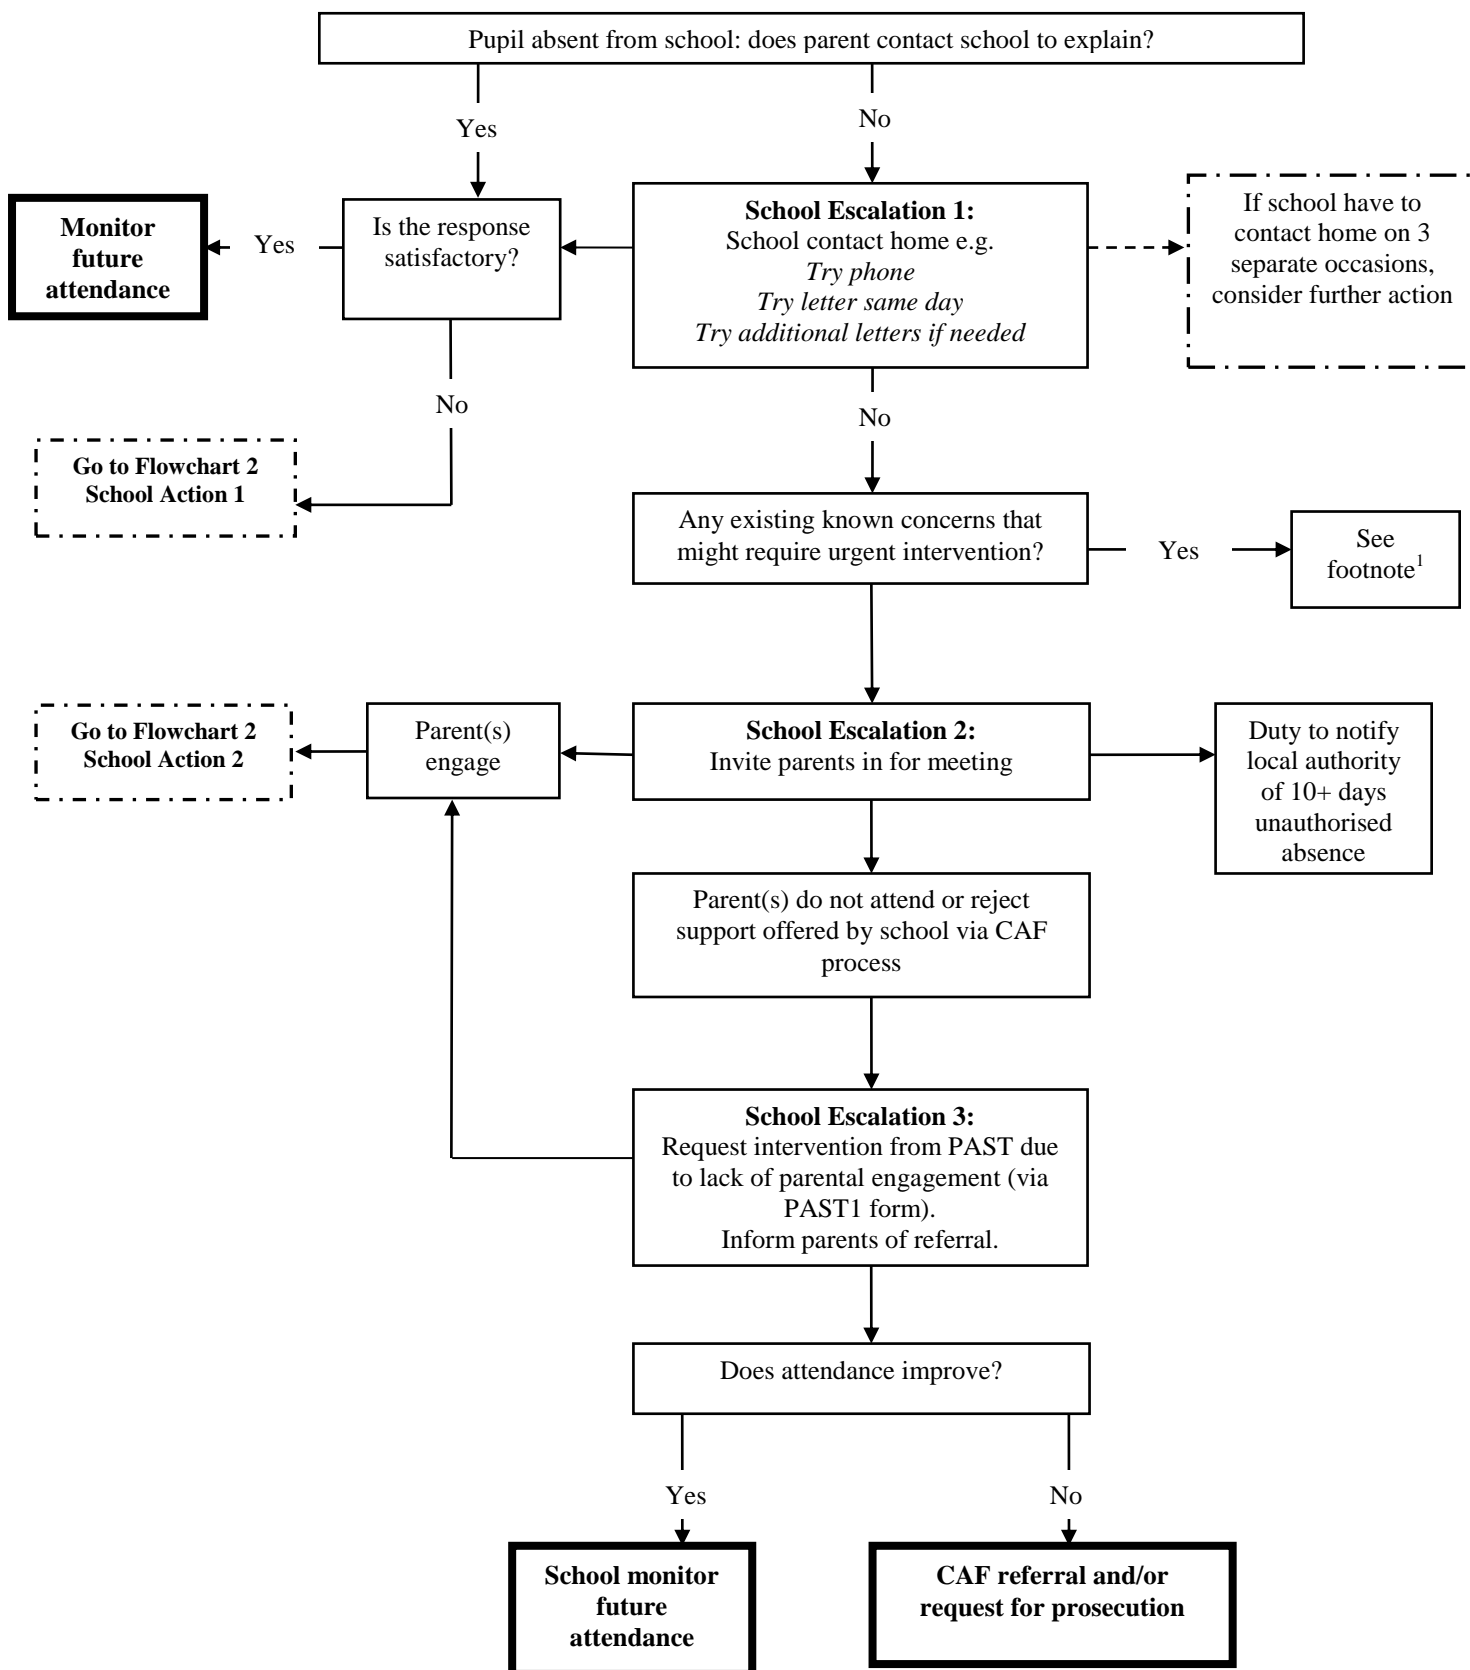 Pupil absent from school: does parent contact school to explain?
Yes
No
Monitor
future
attendance
Yes
Is the response
satisfactory?
School Escalation 1:
School contact home e.g.
Try phone
Try letter same day
Try additional letters if needed
If school have to
contact home on 3
separate occasions,
consider further action
No
No
Go to Flowchart 2
School Action 1
Any existing known concerns that
might require urgent intervention?
Yes
See
footnote¹
Go to Flowchart 2
School Action 2
Parent(s)
engage
School Escalation 2:
Invite parents in for meeting
Duty to notify
local authority
of 10+ days
unauthorised
absence
Parent(s) do not attend or reject
support offered by school via CAF
process
School Escalation 3:
Request intervention from PAST due
to lack of parental engagement (via
PAST1 form).
Inform parents of referral.
Does attendance improve?
Yes
No
School monitor
future
attendance
CAF referral and/or
request for prosecution